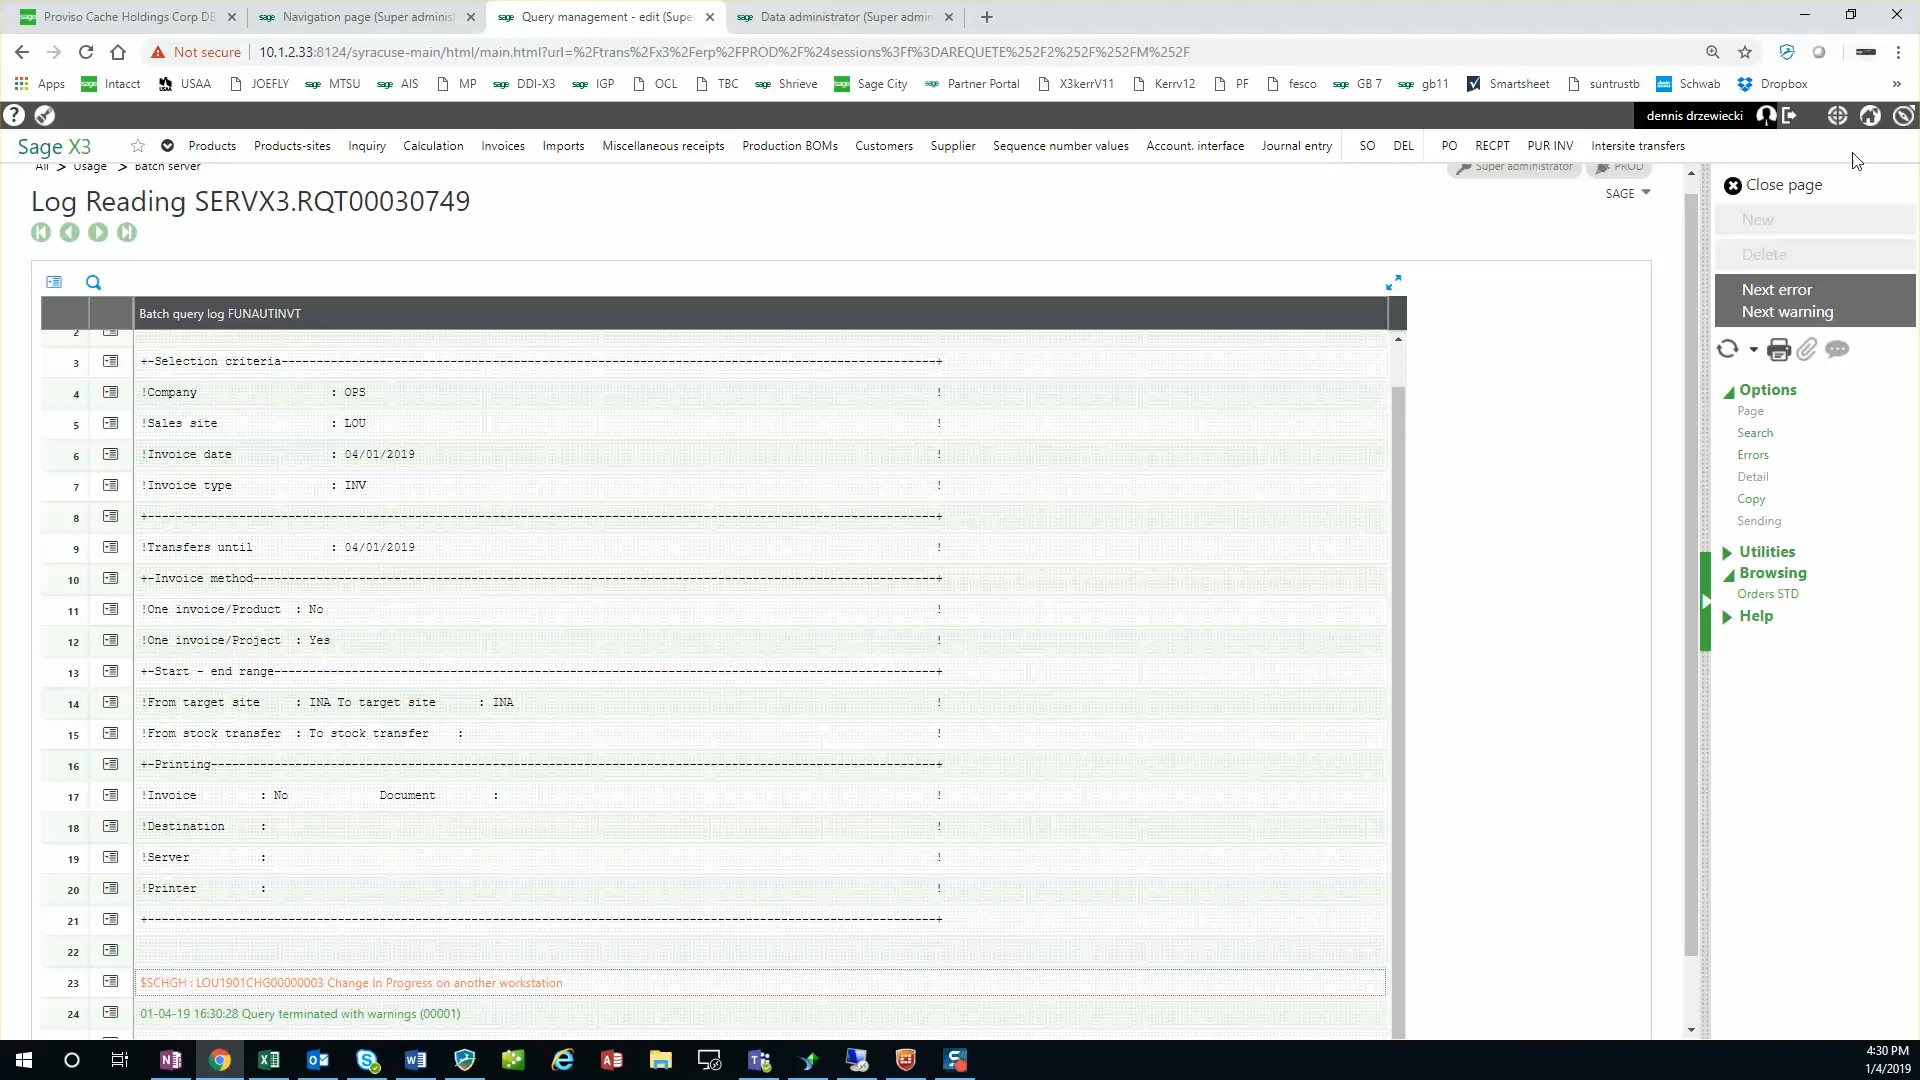 Proviso Cache Holdings Corp DB
Navigation page (Super administ
Query management - edit (Supe
Data administrator (Super admin
Not secure
10.1.2.33:8124/syracuse-main/html/main.html?url=%2Ftrans%2Fx3%2Ferp%2FPROD%2F%24sessions%3Ff%3DAREQUETE%252F2%252F%252FM%252F
Apps Intacct USAA JOEFLY MTSU AIS MP DDI-X3 IGP OCL TBC Shrieve Sage City Partner Portal X3kerrV11 Kerrv12 PF fesco GB 7 gb11 Smartsheet suntrustb Schwab Dropbox »
dennis drzewiecki
Sage X3 Products Products-sites Inquiry Calculation Invoices Imports Miscellaneous receipts Production BOMs Customers Supplier Sequence number values Account. interface Journal entry SO DEL PO RECPT PUR INV Intersite transfers
All > Usage > Batch server
Super administrator PROD
SAGE
Log Reading SERVX3.RQT00030749
Batch query log FUNAUTINVT
2
3 +-Selection criteria---------------------------------------------------------------------------------------------+
4 !Company : OPS !
5 !Sales site : LOU !
6 !Invoice date : 04/01/2019 !
7 !Invoice type : INV !
8 +-----------------------------------------------------------------------------------------------------------------+
9 !Transfers until : 04/01/2019 !
10 +-Invoice method-------------------------------------------------------------------------------------------------+
11 !One invoice/Product : No !
12 !One invoice/Project : Yes !
13 +-Start - end range----------------------------------------------------------------------------------------------+
14 !From target site : INA To target site : INA !
15 !From stock transfer : To stock transfer : !
16 +-Printing-------------------------------------------------------------------------------------------------------+
17 !Invoice : No Document : !
18 !Destination : !
19 !Server : !
20 !Printer : !
21 +-----------------------------------------------------------------------------------------------------------------+
22
23 $SCHGH : LOU1901CHG00000003 Change In Progress on another workstation
24 01-04-19 16:30:28 Query terminated with warnings (00001)
Close page
New
Delete
Next error
Next warning
Options
Page
Search
Errors
Detail
Copy
Sending
Utilities
Browsing
Orders STD
Help
4:30 PM
1/4/2019